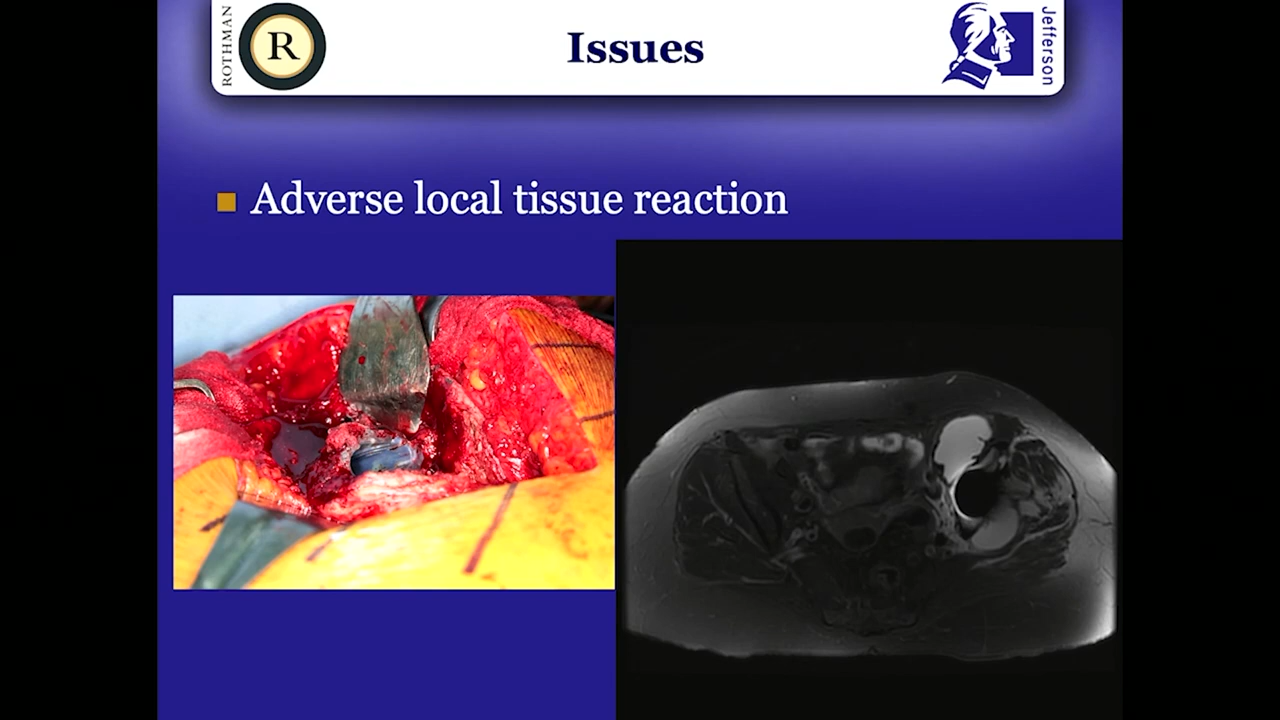 ROTHMAN
R
Issues
Jefferson
Adverse local tissue reaction